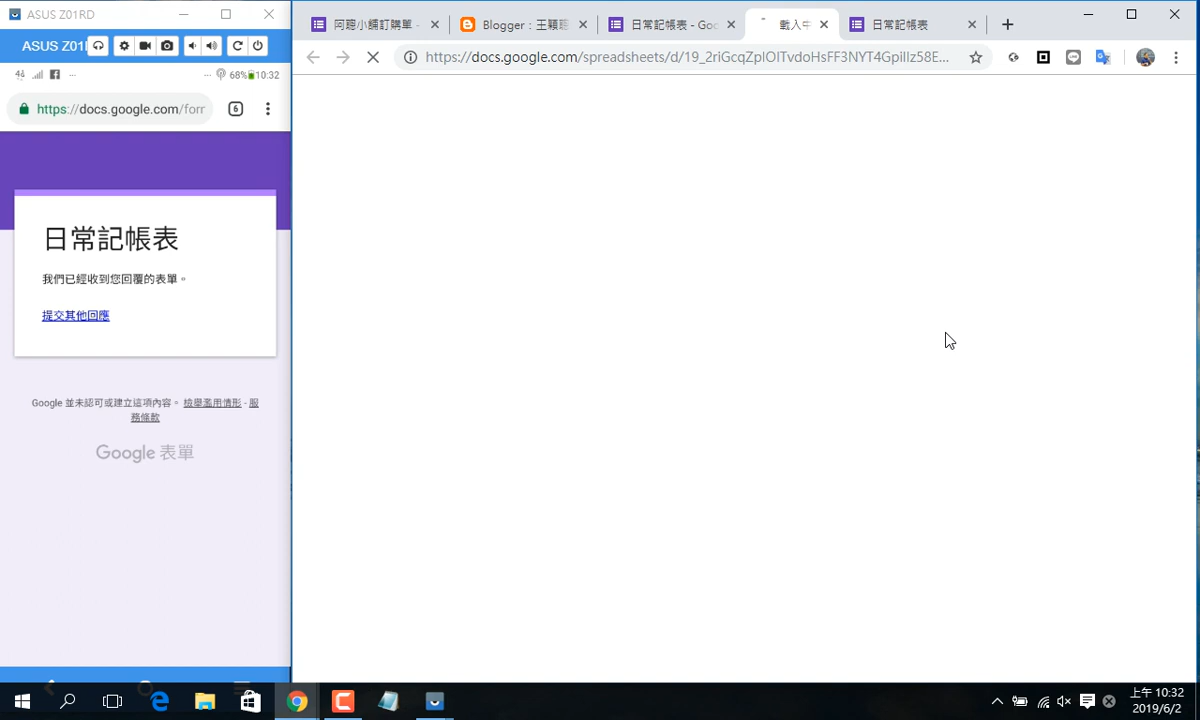 ASUS Z01RD
ASUS Z01
68% 10:32
https://docs.google.com/forr
6
日常記帳表
我們已經收到您回覆的表單。
提交其他回應
Google 並未認可或建立這項內容。 檢舉濫用情形 - 服
務條款
Google 表單
阿聰小舖訂購單 -
Blogger：王穎聰
日常記帳表 - Goo
載入中
日常記帳表
https://docs.google.com/spreadsheets/d/19_2riGcqZplOlTvdoHsFF3NYT4GpiIlz58E...
上午 10:32
2019/6/2